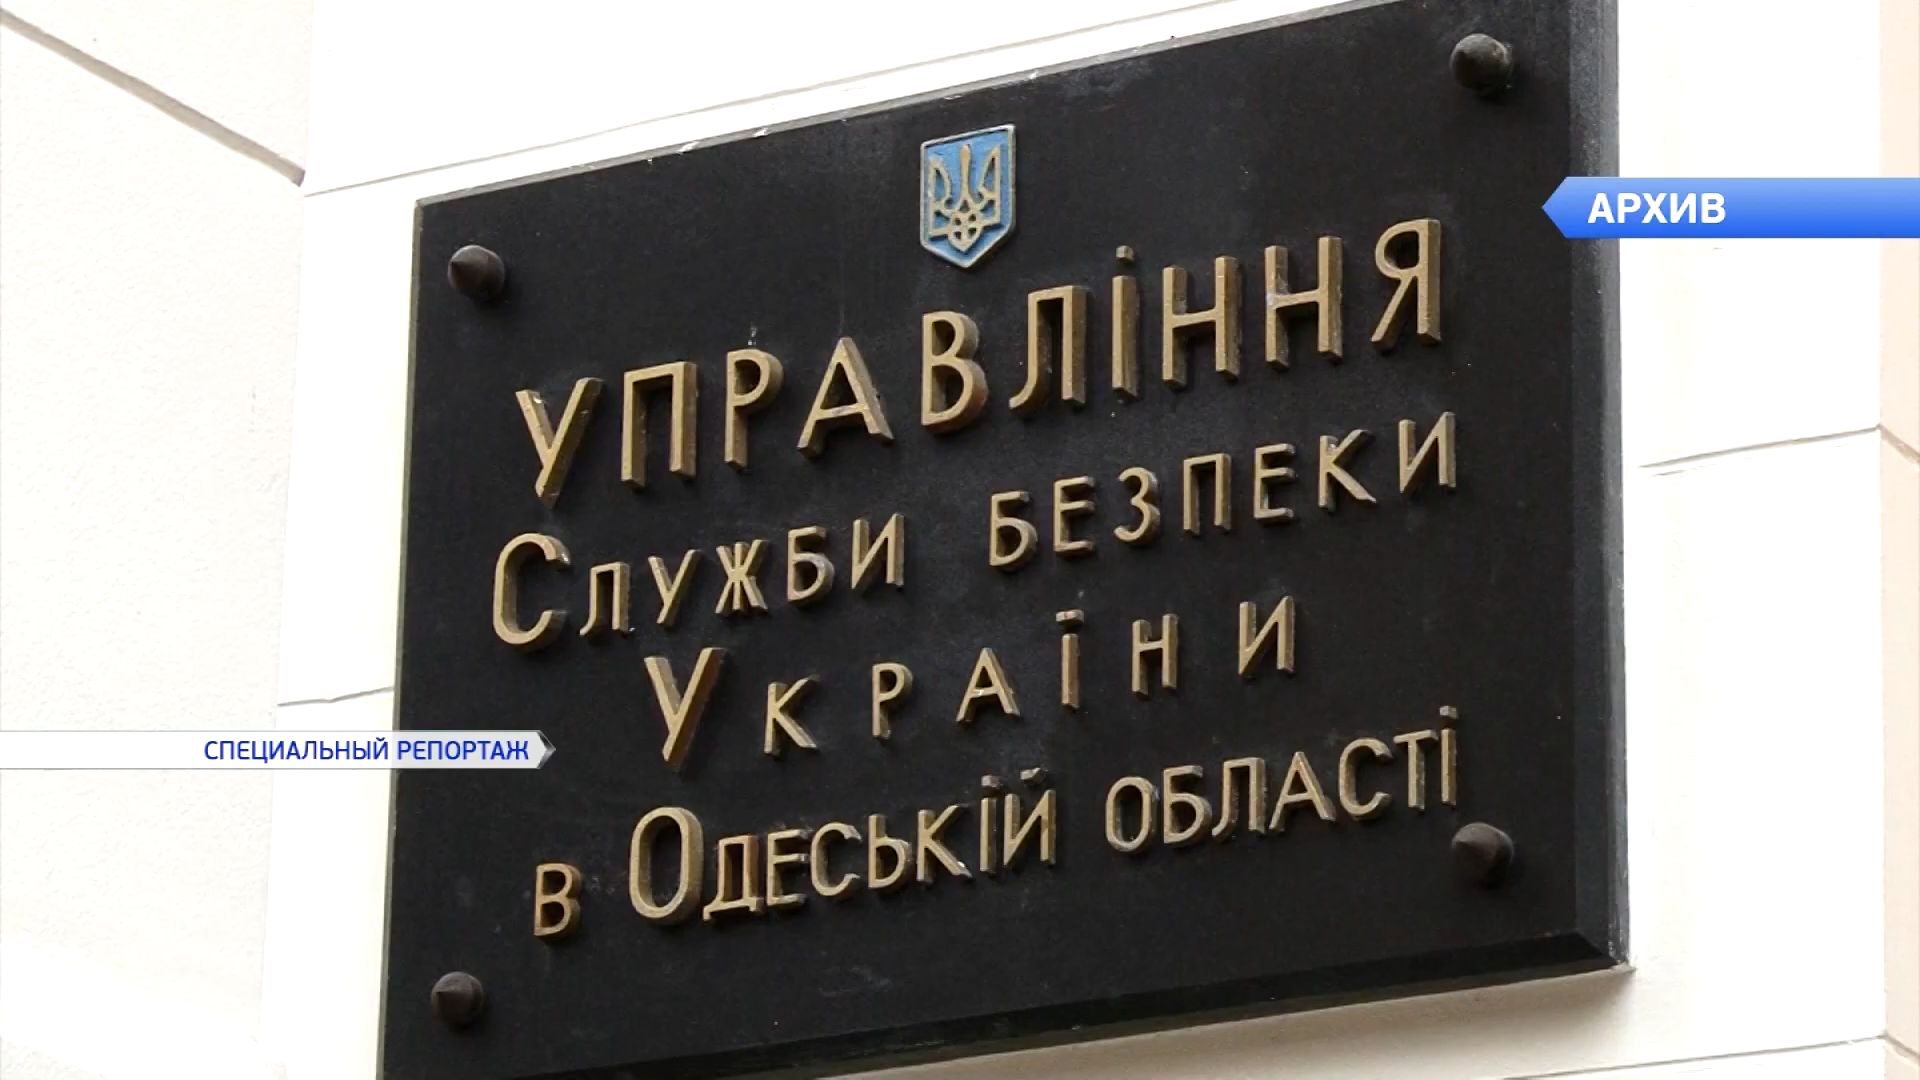 АРХИВ
УПРАВЛІННЯ
СЛУЖБИ БЕЗПЕКИ
УКРАЇНИ
СПЕЦИАЛЬНЫЙ РЕПОРТАЖ
В ОДЕСЬКІЙ ОБЛАСТІ